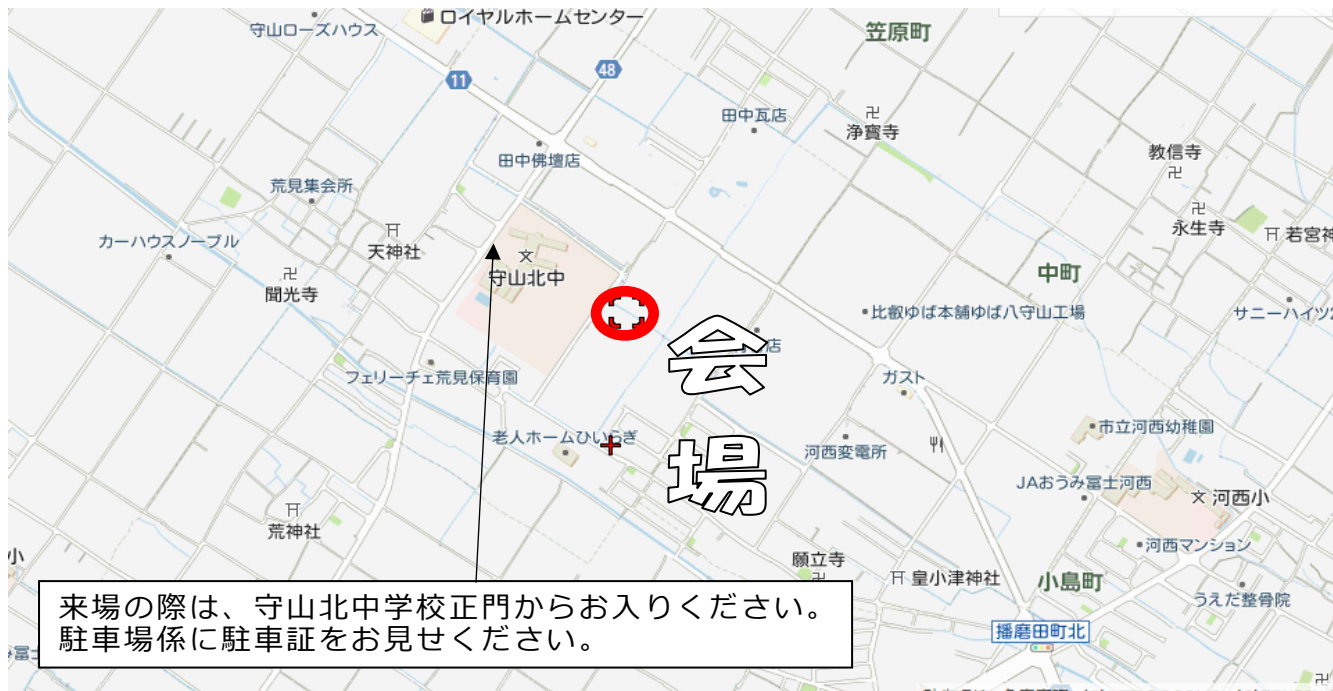 ロイヤルホームセンター
守山ローズハウス
笠原町
48
11
田中瓦店
浄寳寺
田中佛壇店
教信寺
荒見集会所
永生寺
若宮神
天神社
カーハウスノーブル
守山北中
聞光寺
中町
比叡ゆば本舗ゆば八守山工場
サニーハイツ
会
店
フェリーチェ荒見保育園
ガスト
市立河西幼稚園
老人ホームひいらぎ
河西変電所
場
JAおうみ冨士河西
河西小
荒神社
河西マンション
小
願立寺
皇小津神社
小島町
うえだ整骨院
来場の際は、守山北中学校正門からお入りください。
駐車場係に駐車証をお見せください。
播磨田町北